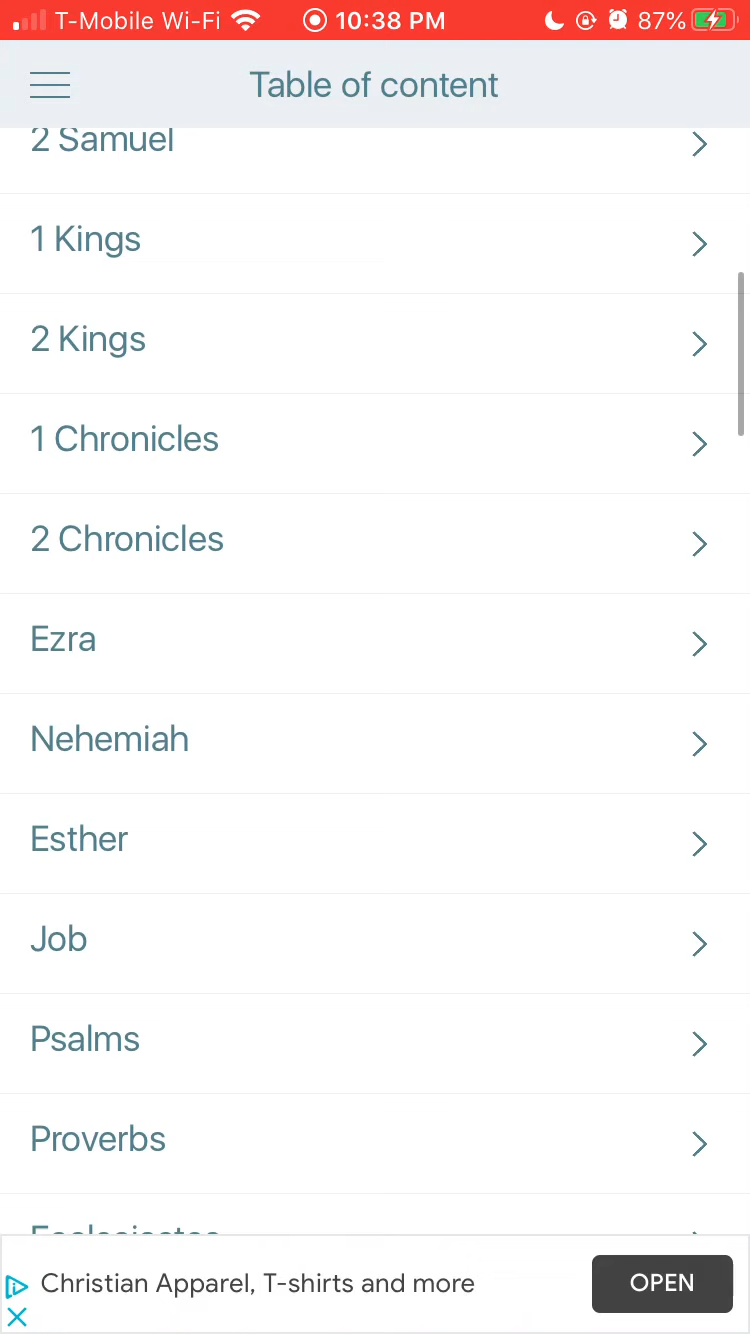 T-Mobile Wi-Fi 10:38 PM 87%
Table of content
2 Samuel
1 Kings
2 Kings
1 Chronicles
2 Chronicles
Ezra
Nehemiah
Esther
Job
Psalms
Proverbs
Ecclesiastes
Christian Apparel, T-shirts and more
OPEN